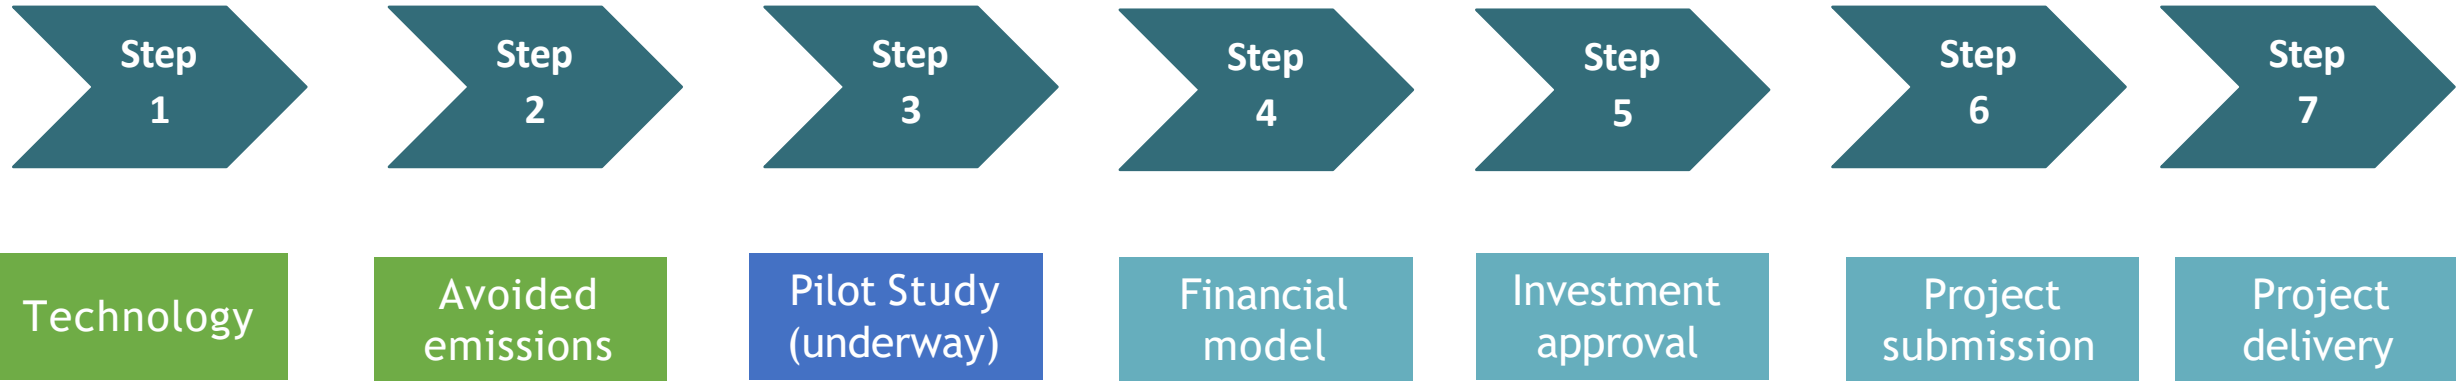 Step
1
Step
2
Step
3
Step
4
Step
5
Step
6
Step
7
Technology
Avoided
emissions
Pilot Study
(underway)
Financial
model
Investment
approval
Project
submission
Project
delivery